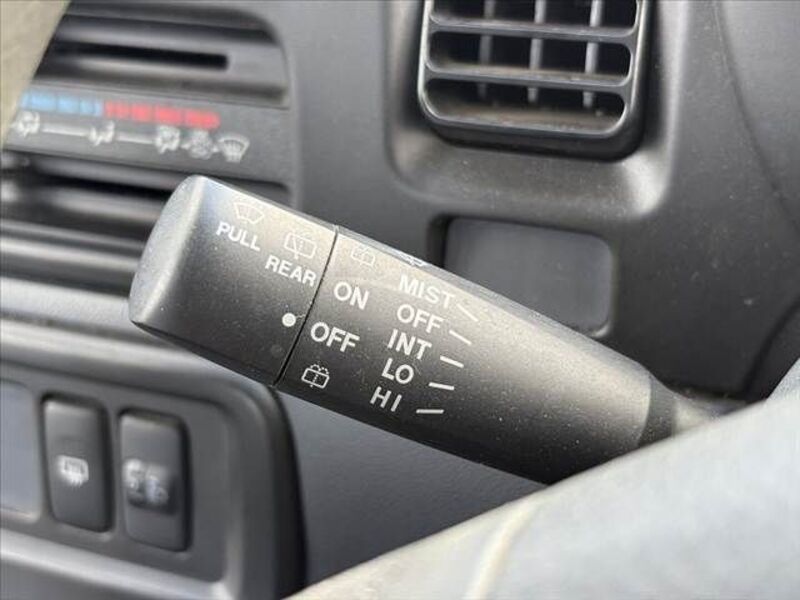 PULL
REAR
ON
OFF
MIST
OFF
INT
LO
HI